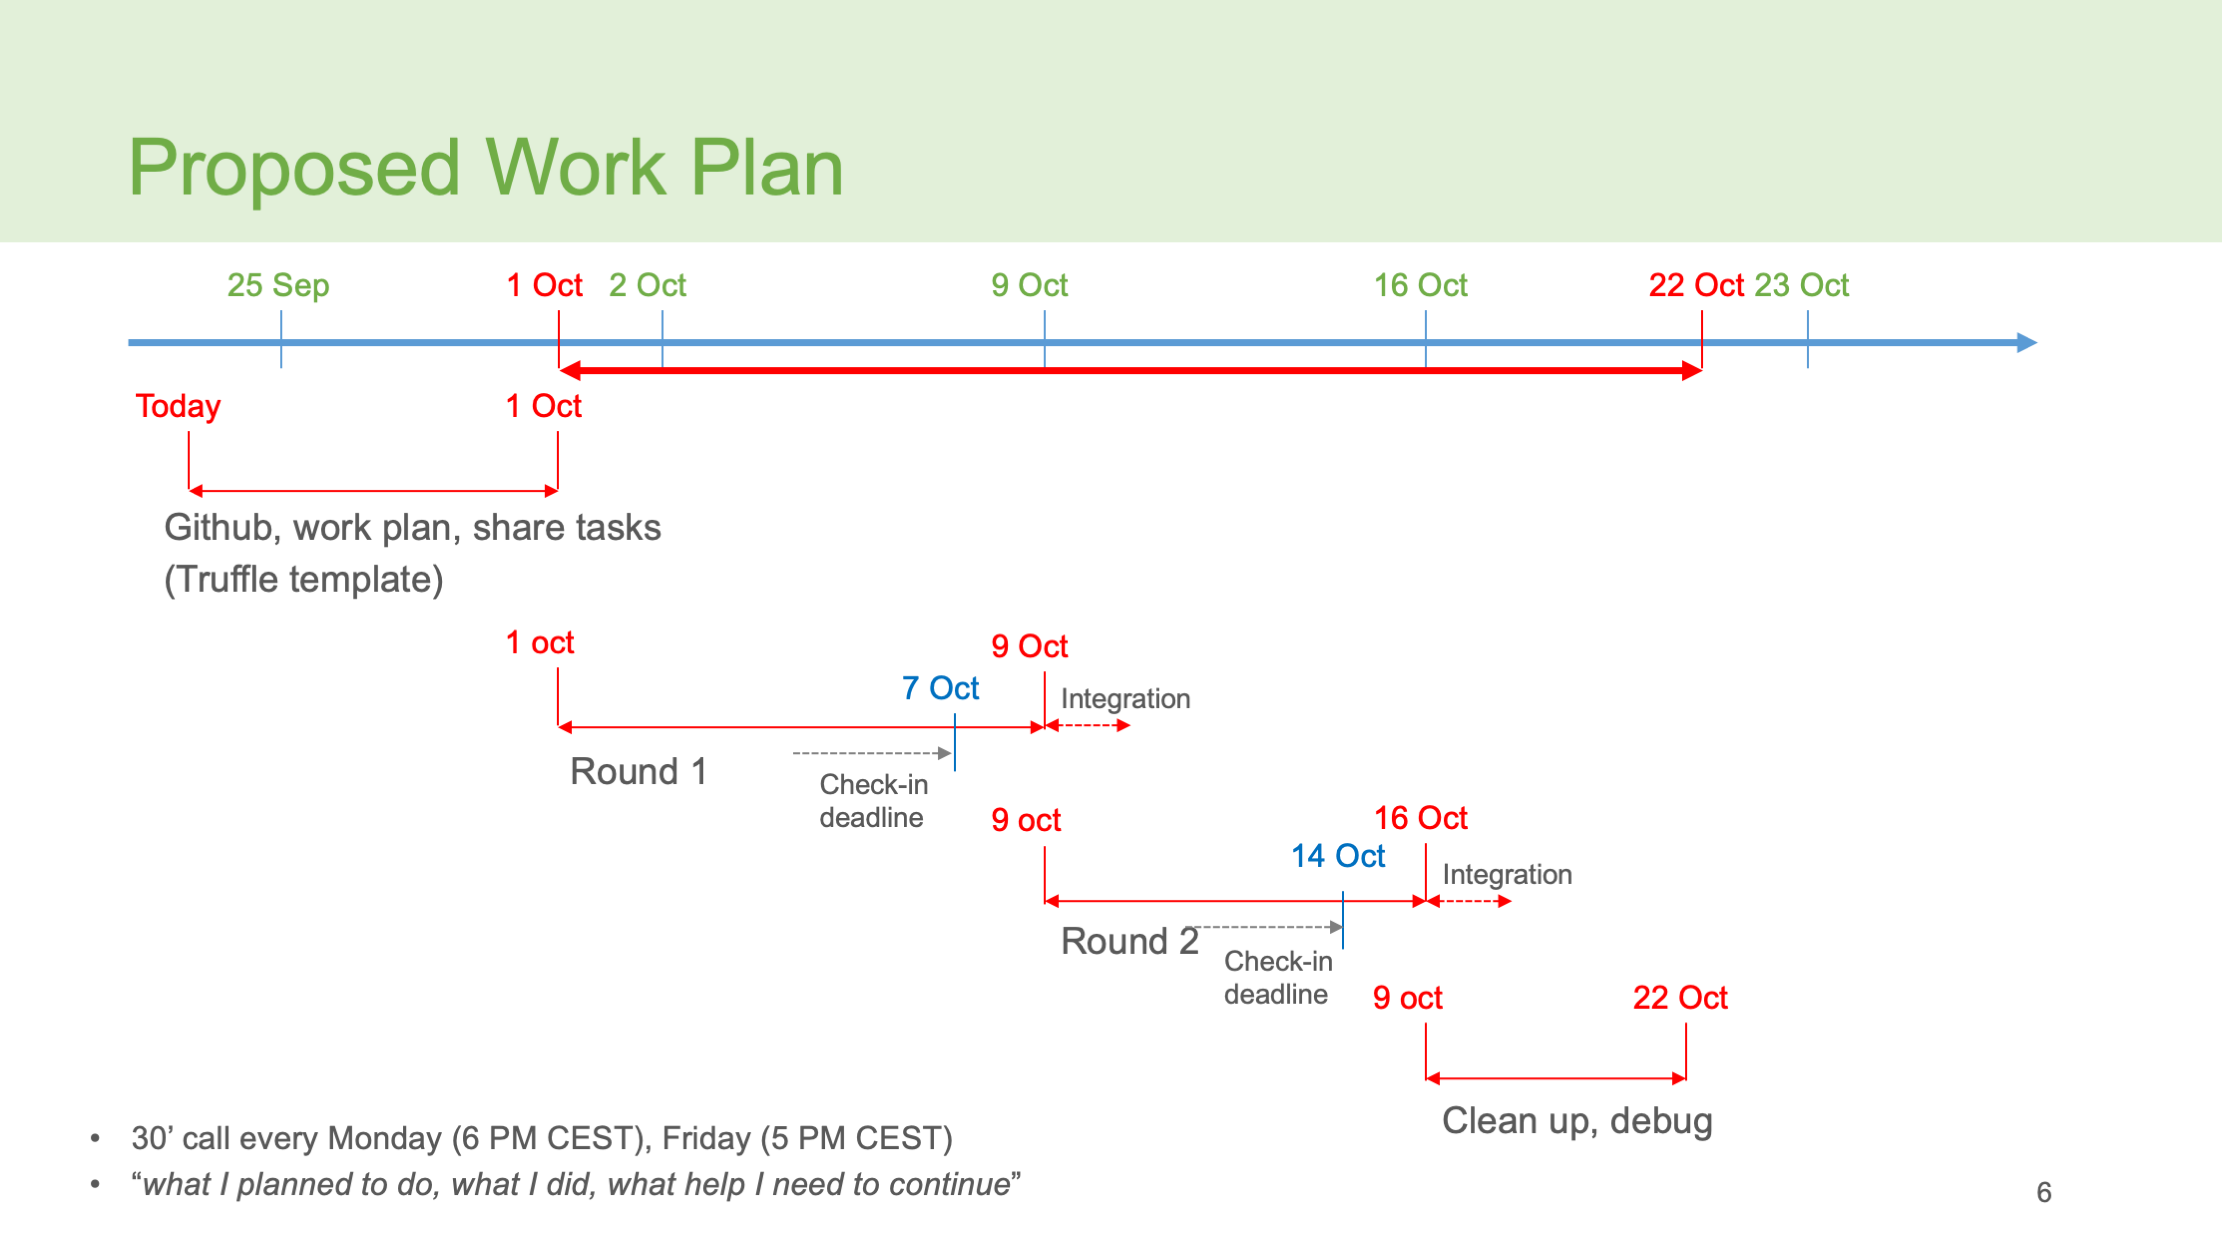 Proposed Work Plan
25 Sep
1 Oct
2 Oct
9 Oct
16 Oct
22 Oct
23 Oct
Today
1 Oct
Github, work plan, share tasks
(Truffle template)
1 oct
9 Oct
7 Oct
Integration
Round 1
Check-in
deadline
9 oct
16 Oct
14 Oct
Integration
Round 2
Check-in
deadline
9 oct
22 Oct
Clean up, debug
• 30’ call every Monday (6 PM CEST), Friday (5 PM CEST)
• “what I planned to do, what I did, what help I need to continue”
6